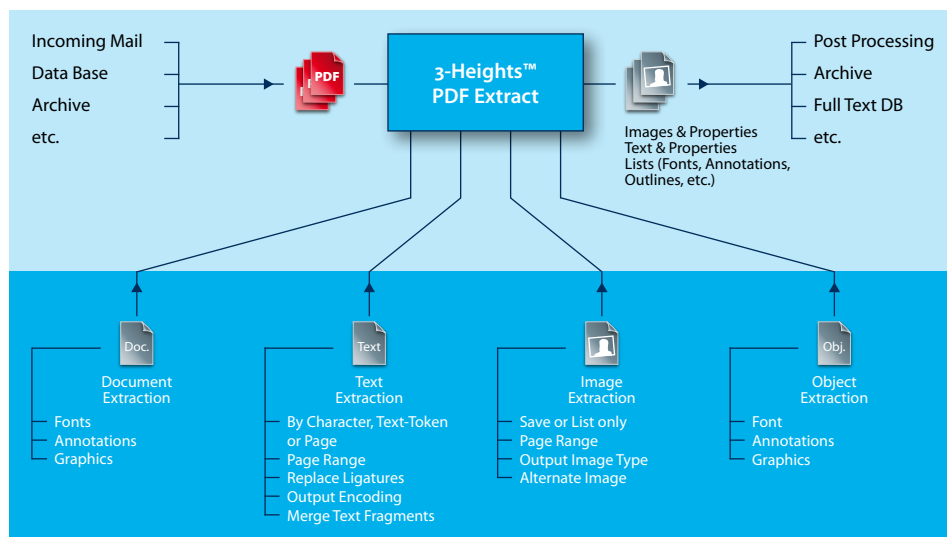 Incoming Mail
Data Base
Archive
etc.
PDF
3-Heights™
PDF Extract
Images & Properties
Text & Properties
Lists (Fonts, Annotations,
Outlines, etc.)
Post Processing
Archive
Full Text DB
etc.
Doc.
Document
Extraction
Fonts
Annotations
Graphics
Text
Text
Extraction
By Character, Text-Token
or Page
Page Range
Replace Ligatures
Output Encoding
Merge Text Fragments
Image
Extraction
Save or List only
Page Range
Output Image Type
Alternate Image
Obj.
Object
Extraction
Font
Annotations
Graphics